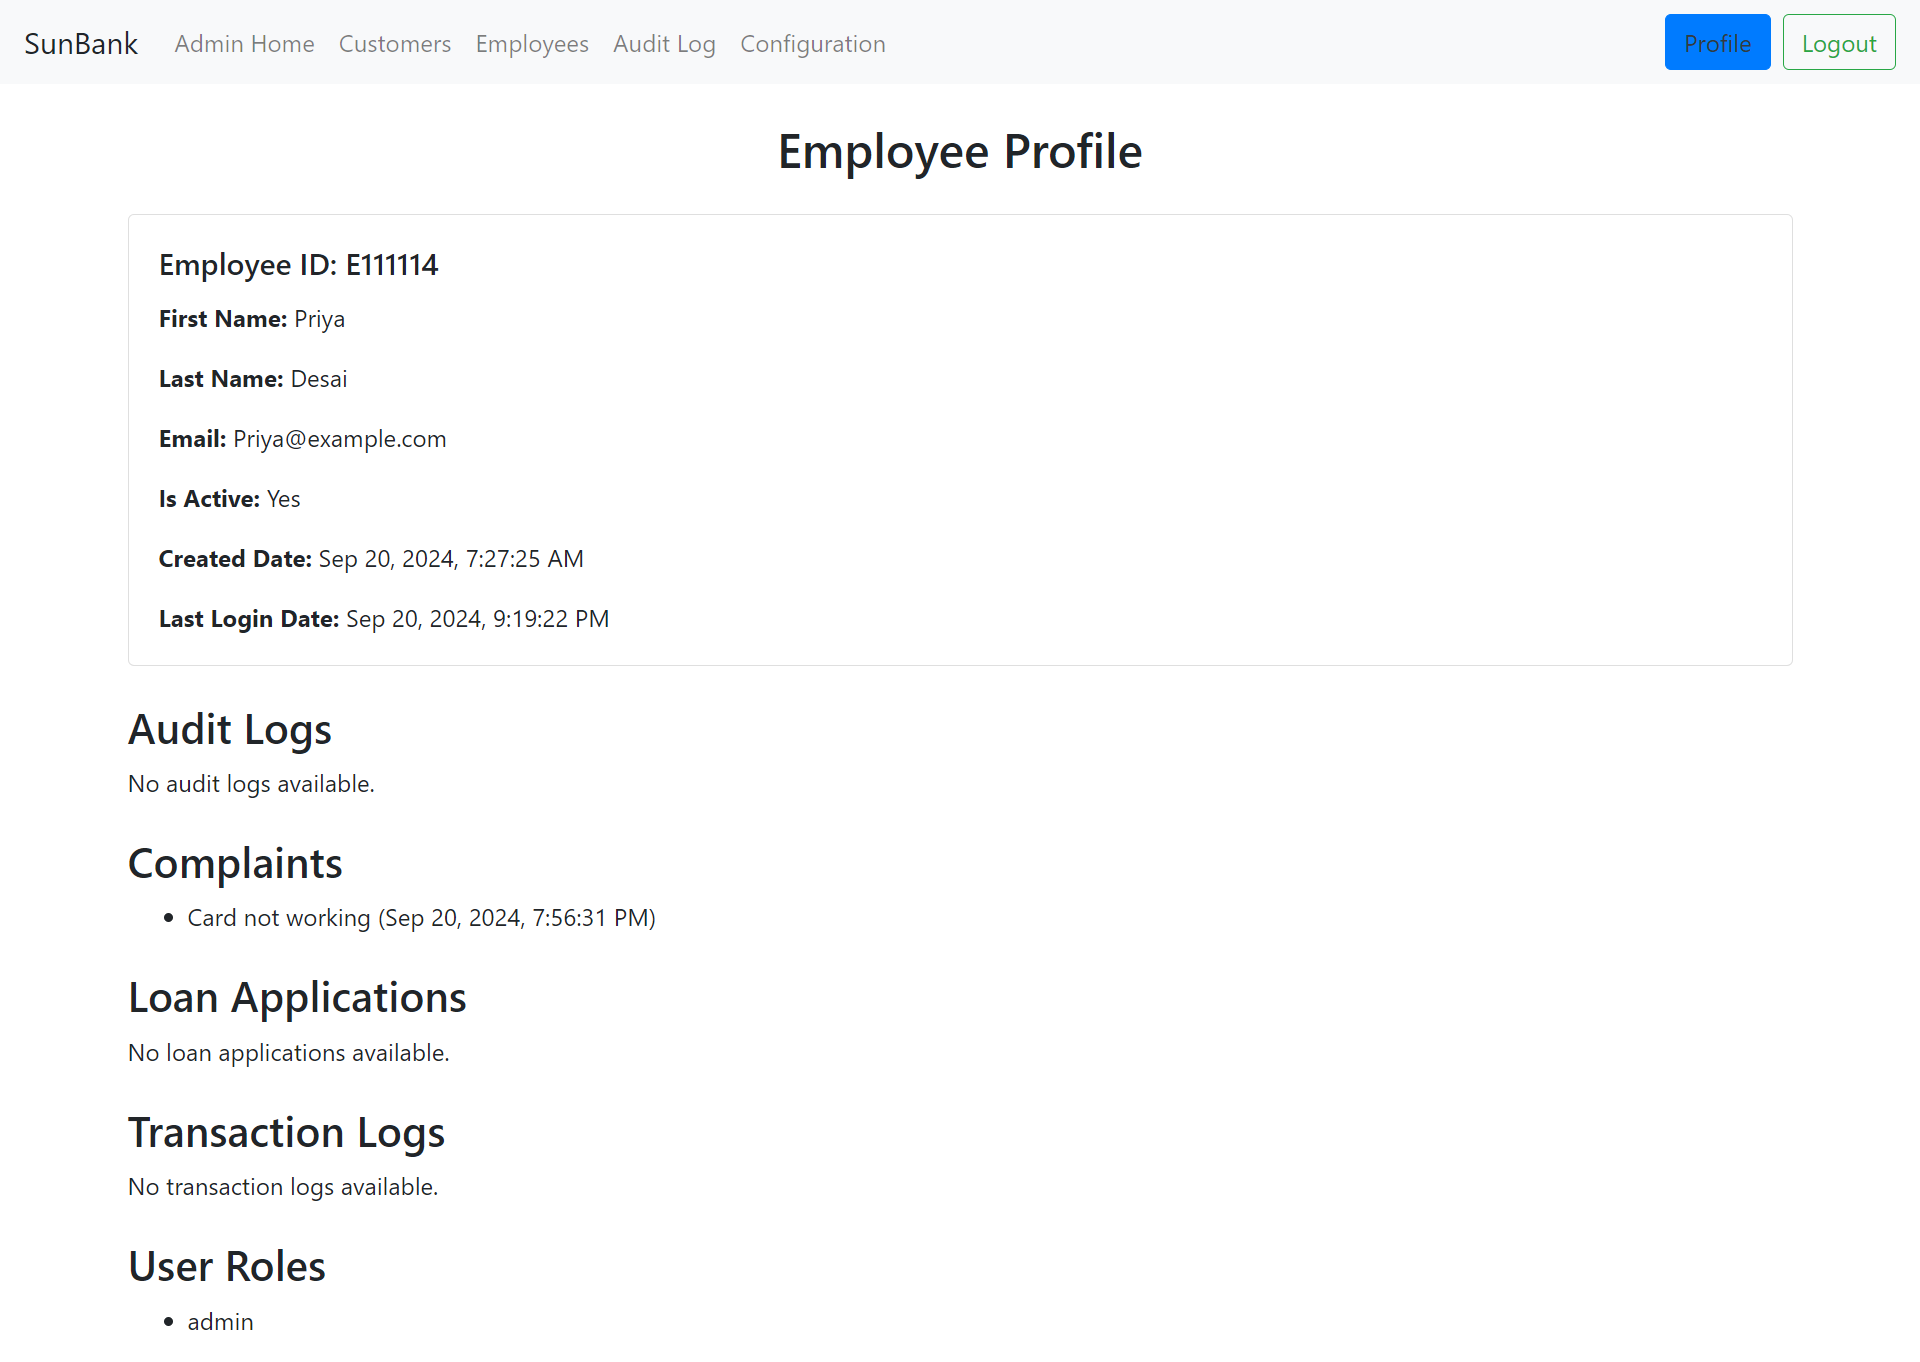 SunBank Admin Home Customers Employees Audit Log Configuration Profile Logout
Employee Profile
Employee ID: E111114
First Name: Priya
Last Name: Desai
Email: Priya@example.com
Is Active: Yes
Created Date: Sep 20, 2024, 7:27:25 AM
Last Login Date: Sep 20, 2024, 9:19:22 PM
Audit Logs
No audit logs available.
Complaints
• Card not working (Sep 20, 2024, 7:56:31 PM)
Loan Applications
No loan applications available.
Transaction Logs
No transaction logs available.
User Roles
• admin